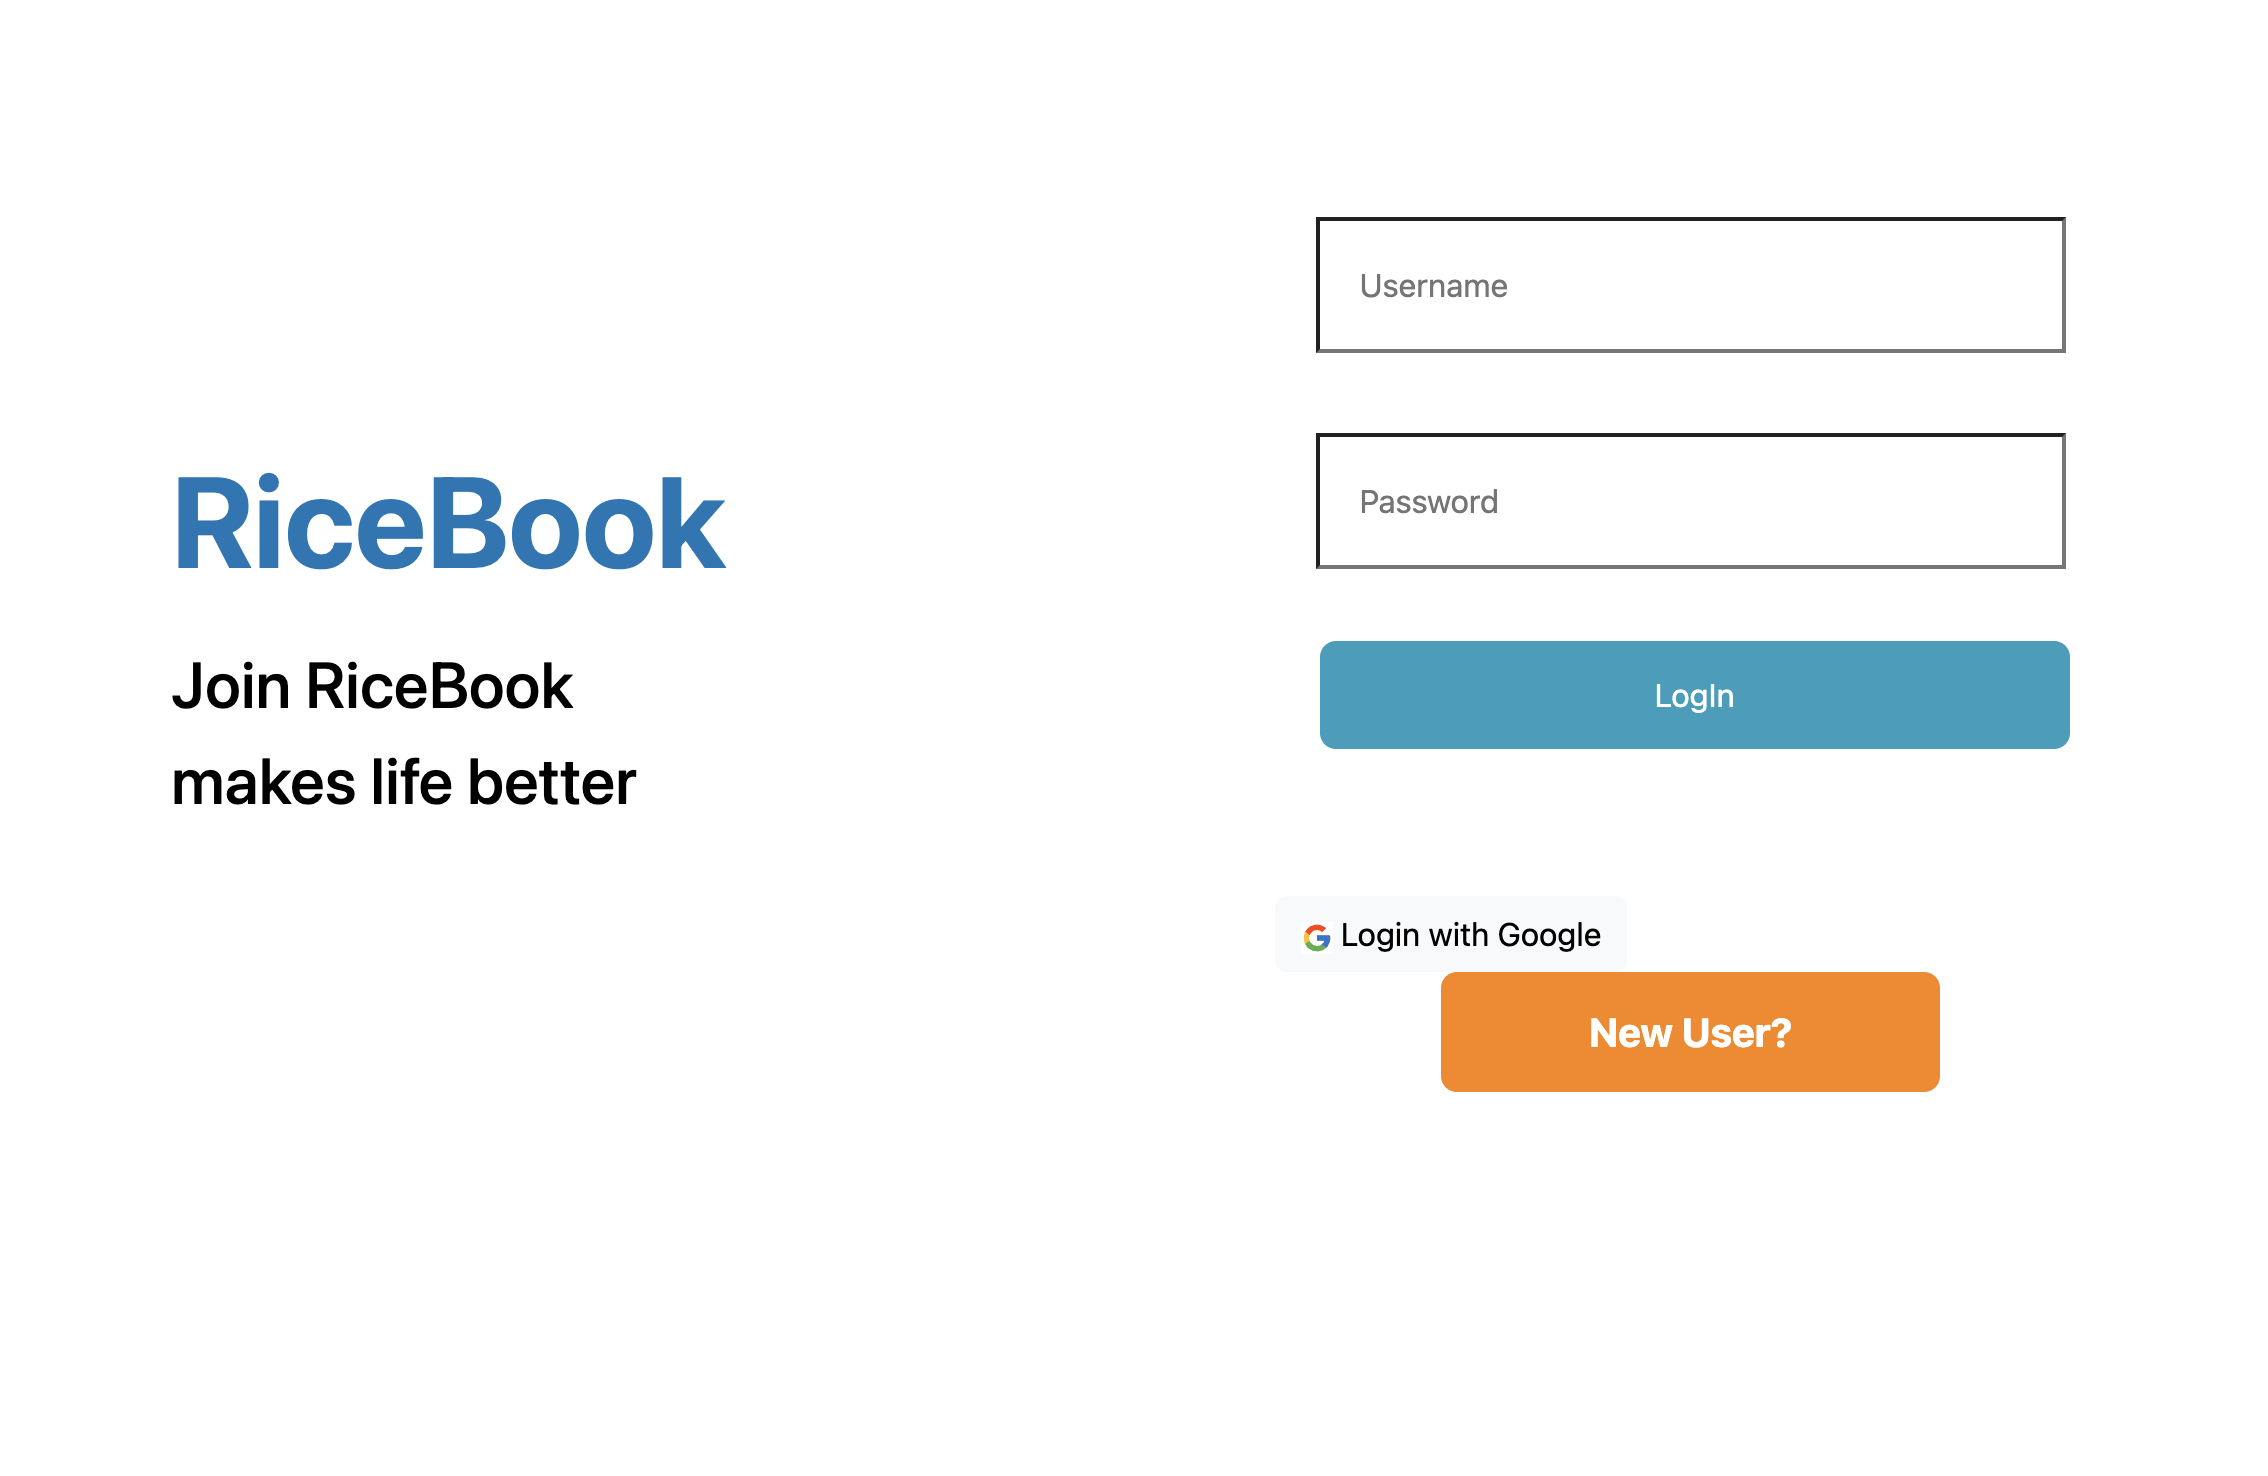 RiceBook
Join RiceBook
makes life better
Username
Password
LogIn
Login with Google
New User?